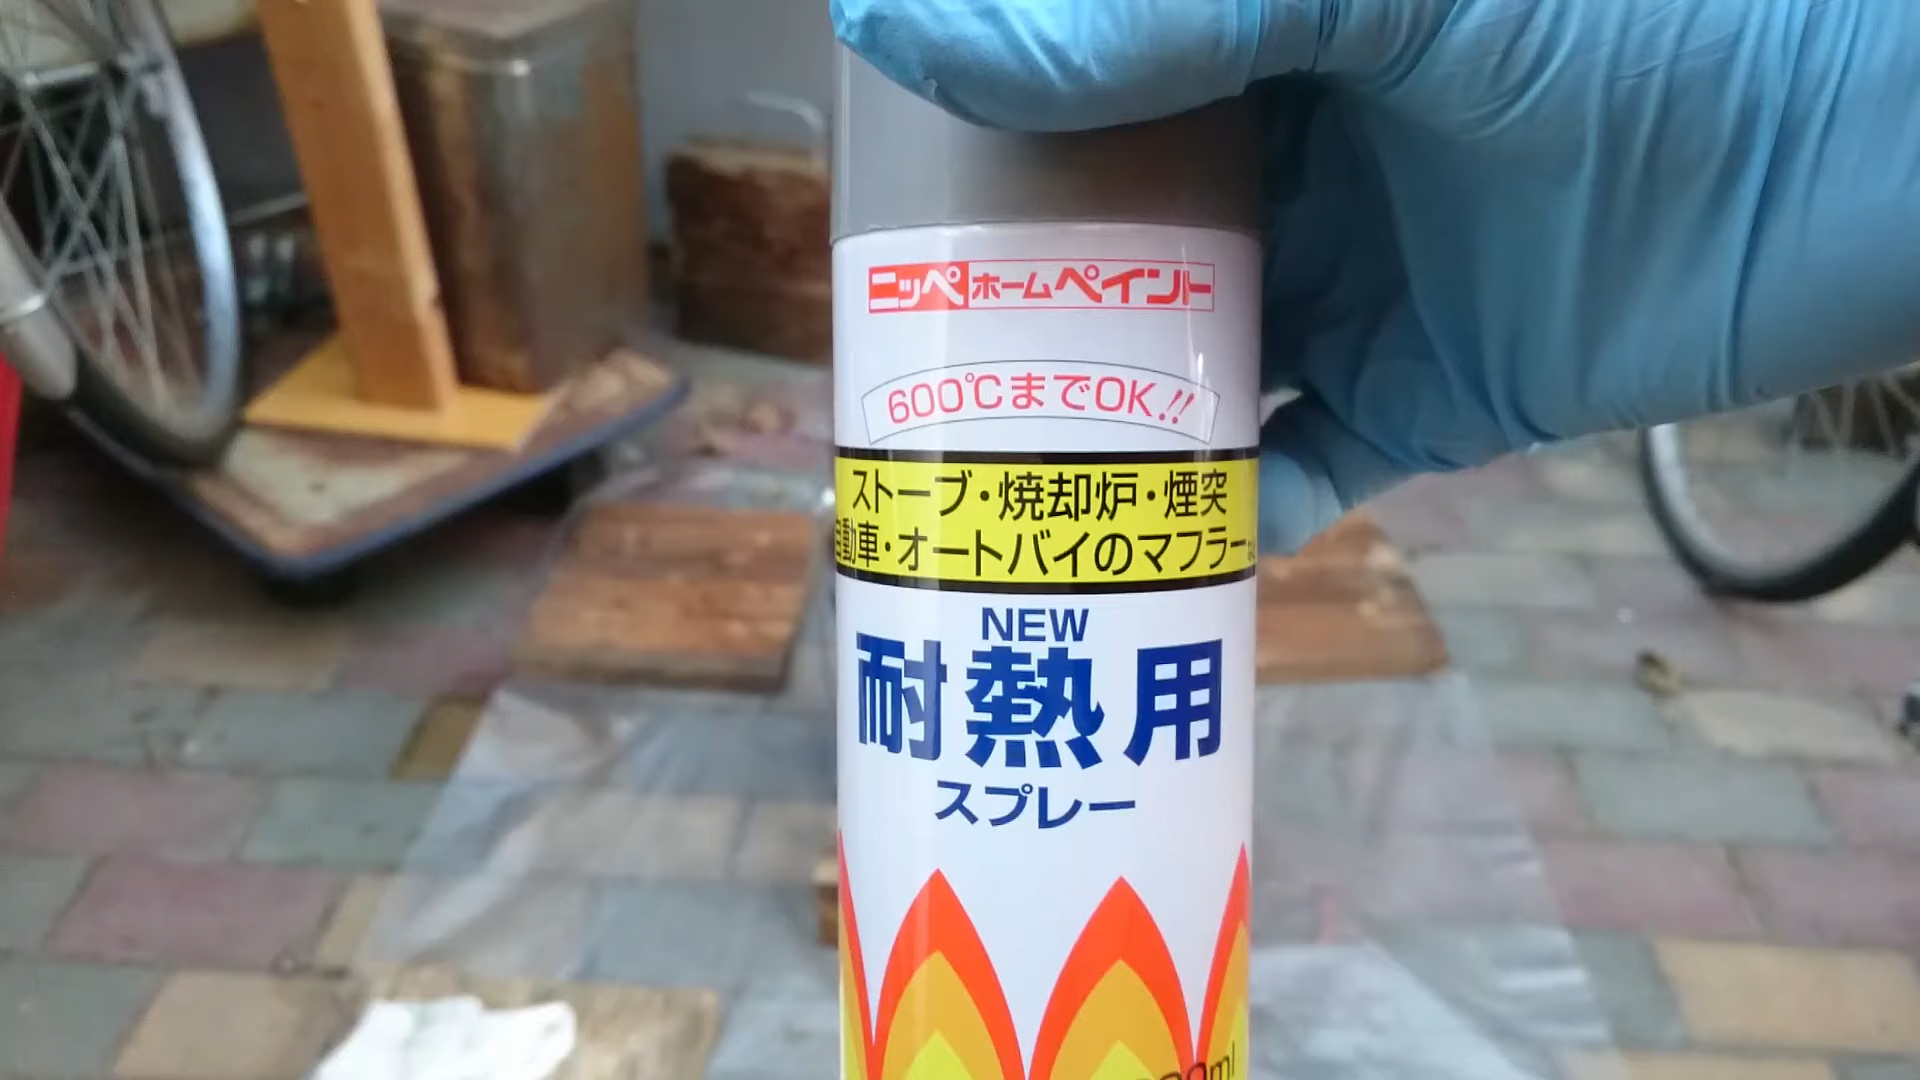 ニッペホームペイント
600℃までOK!!
ストーブ・焼却炉・煙突
自動車・オートバイのマフラー
NEW
耐熱用
スプレー